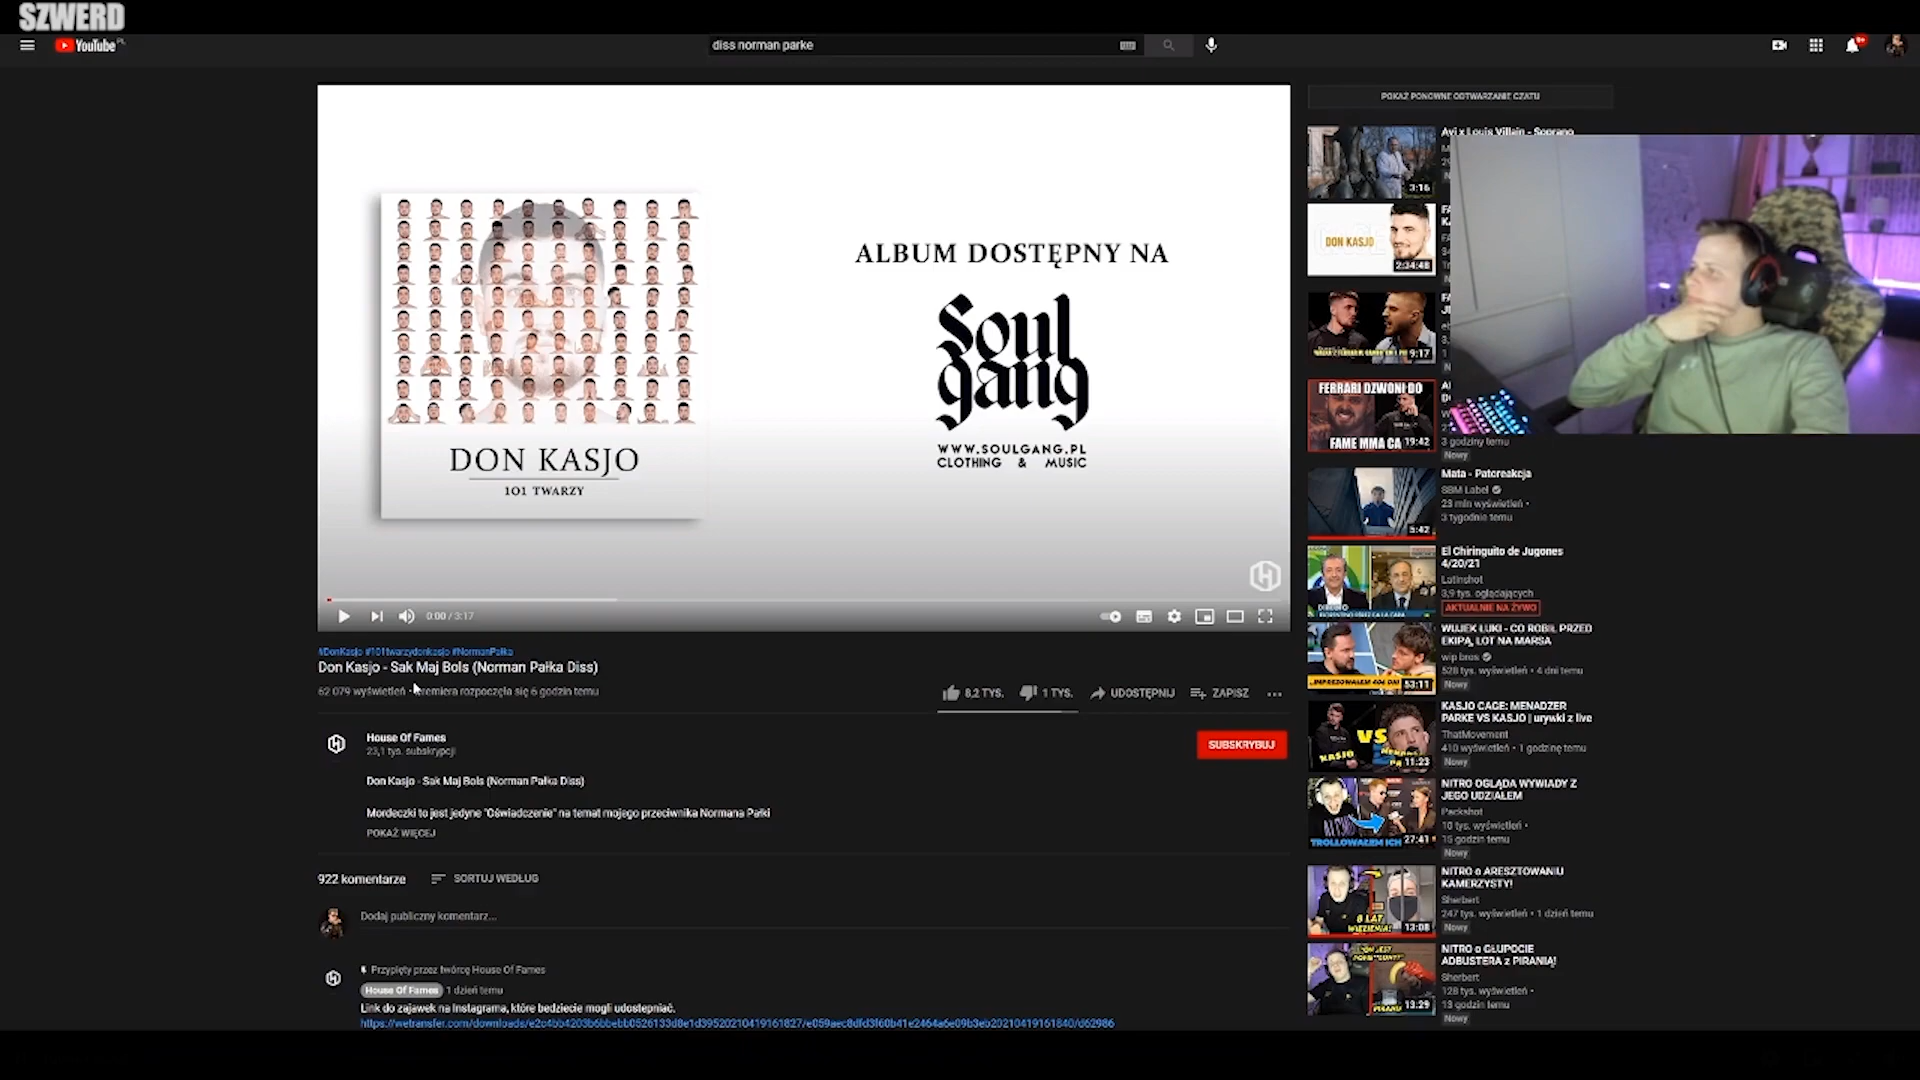 SZWERD
YouTube PL
diss norman parke
POKAŻ PONOWNE ODTWARZANIE CZATU
ALBUM DOSTĘPNY NA
Soul
gang
WWW.SOULGANG.PL
CLOTHING & MUSIC
DON KASJO
101 TWARZY
0:00 / 3:17
#DonKasjo #101twarzydonkasjo #NormanPałka
Don Kasjo - Sak Maj Bols (Norman Pałka Diss)
62 079 wyświetleń • premiera rozpoczęła się 6 godzin temu
8,2 TYS.
1 TYS.
UDOSTĘPNIJ
ZAPISZ
House Of Fames
23,1 tys. subskrypcji
SUBSKRYBUJ
Don Kasjo - Sak Maj Bols (Norman Pałka Diss)
Mordeczki to jest jedyne "Oświadczenie" na temat mojego przeciwnika Normana Pałki
POKAŻ WIĘCEJ
922 komentarze
SORTUJ WEDŁUG
Dodaj publiczny komentarz...
Przypięty przez twórcę House Of Fames
House Of Fames 1 dzień temu
Link do zajawek na Instagrama, które bedziecie mogli udostepniać.
Avi x Louis Villain - Soprano
3:16
DON KASJO
2:34:48
9:17
FERRARI DZWONI DO
FAME MMA CA
19:42
3 godziny temu
Nowy
Mata - Patoreakcja
SBM Label
23 mln wyświetleń •
3 tygodnie temu
5:42
El Chiringuito de Jugones
4/20/21
Latinshot
3,9 tys. oglądających
AKTUALNIE NA ŻYWO
WUJEK LUKI - CO ROBIŁ PRZED
EKIPĄ, LOT NA MARSA
wip bros
528 tys. wyświetleń • 4 dni temu
Nowy
53:11
KASJO CAGE: MENADZER
PARKE VS KASJO | urywki z live
ThatMovement
410 wyświetleń • 1 godzinę temu
Nowy
KASJO
VS
11:23
NITRO OGLĄDA WYWIADY Z
JEGO UDZIAŁEM
Packshot
10 tys. wyświetleń •
15 godzin temu
Nowy
TROLLOWAŁEM ICH
27:41
NITRO o ARESZTOWANIU
KAMERZYSTY!
Sherbert
247 tys. wyświetleń • 1 dzień temu
Nowy
8 LAT
WIĘZIENIA!
13:08
NITRO o GŁUPOCIE
ADBUSTERA z PIRANIĄ!
Sherbert
128 tys. wyświetleń •
13 godzin temu
Nowy
13:29